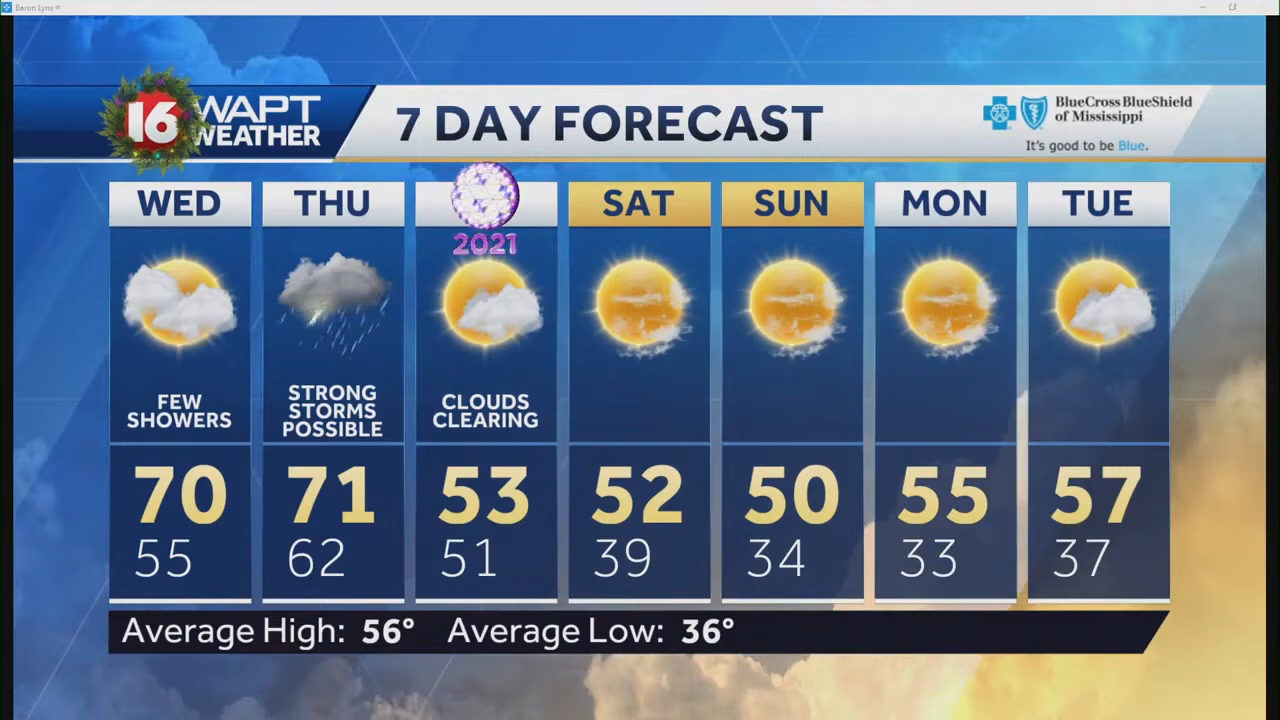 Baron Lynx
16 WAPT
WEATHER
7 DAY FORECAST
BlueCross BlueShield
of Mississippi
It's good to be Blue.
WED
THU
2021
SAT
SUN
MON
TUE
FEW
SHOWERS
STRONG
STORMS
POSSIBLE
CLOUDS
CLEARING
70 71 53 52 50 55 57
55 62 51 39 34 33 37
Average High: 56° Average Low: 36°